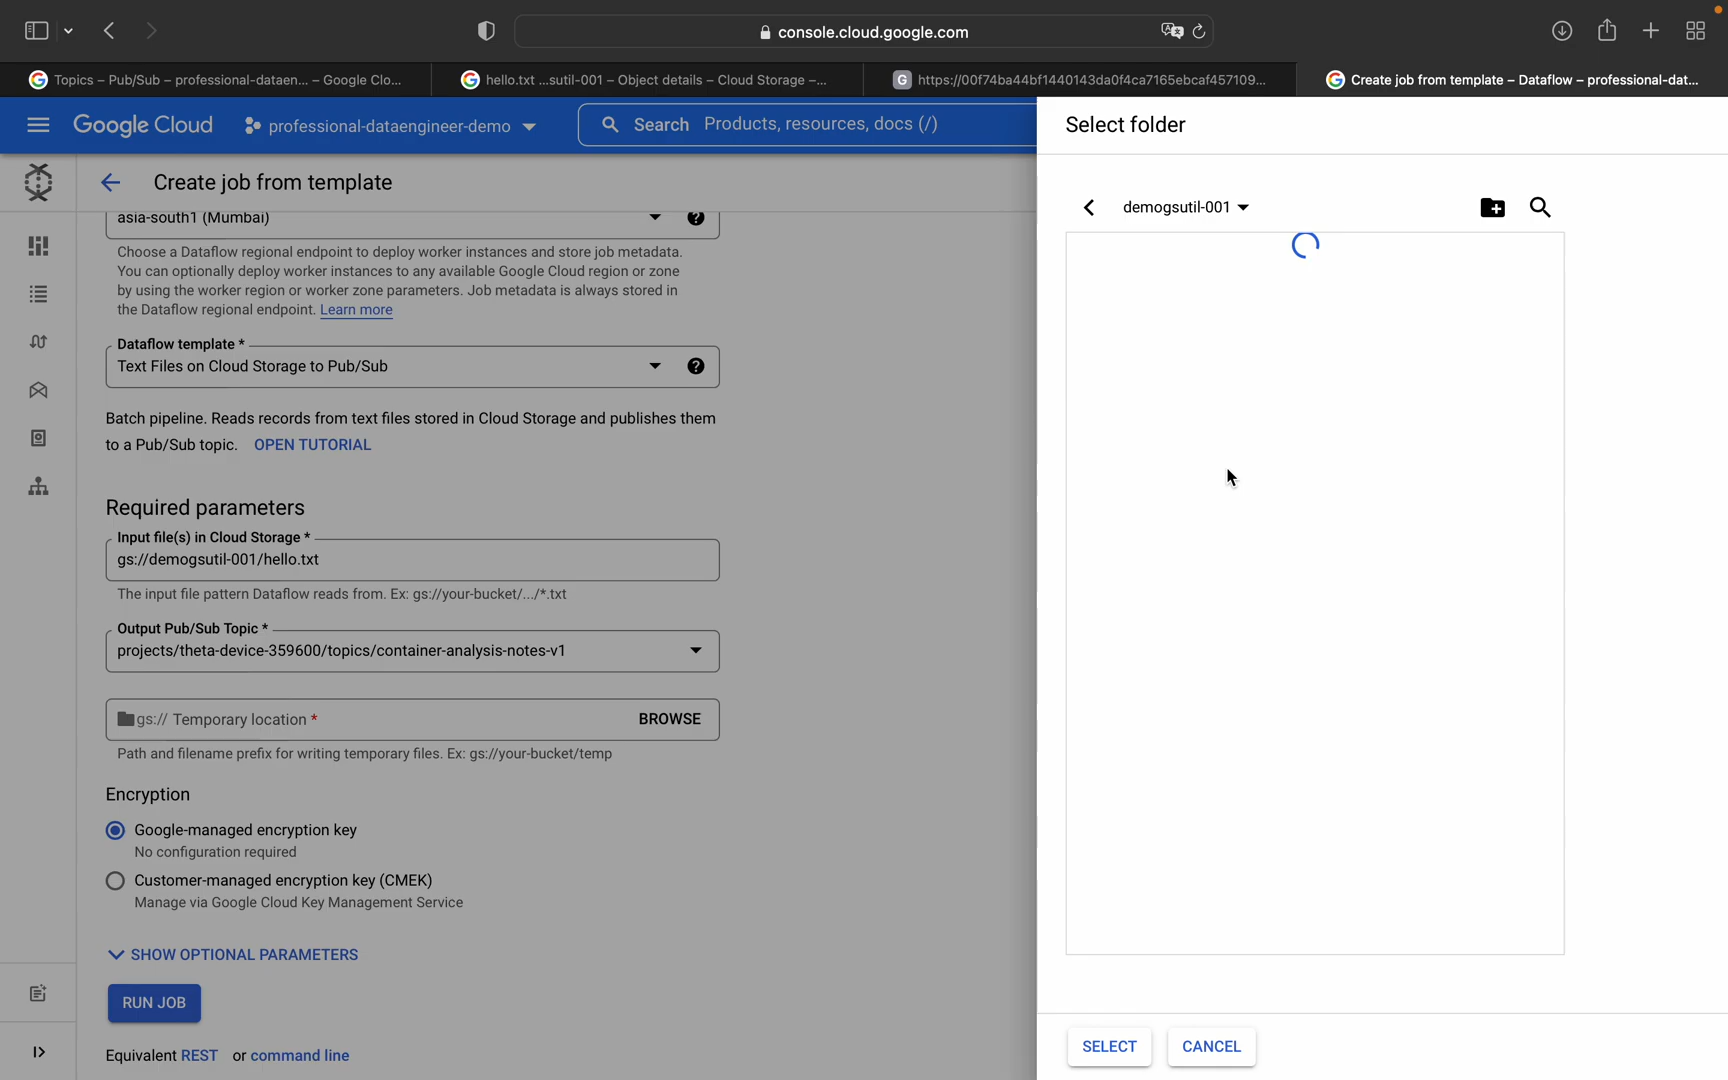 console.cloud.google.com
Topics – Pub/Sub – professional-dataen... – Google Clo...
hello.txt ...sutil-001 – Object details – Cloud Storage –...
G https://00f74ba44bf1440143da0f4ca7165ebcaf457109...
Create job from template – Dataflow – professional-dat...
Google Cloud
professional-dataengineer-demo
Search Products, resources, docs (/)
Select folder
Create job from template
demogsutil-001
asia-south1 (Mumbai)
Choose a Dataflow regional endpoint to deploy worker instances and store job metadata.
You can optionally deploy worker instances to any available Google Cloud region or zone
by using the worker region or worker zone parameters. Job metadata is always stored in
the Dataflow regional endpoint. Learn more
Dataflow template *
Text Files on Cloud Storage to Pub/Sub
Batch pipeline. Reads records from text files stored in Cloud Storage and publishes them
to a Pub/Sub topic. OPEN TUTORIAL
Required parameters
Input file(s) in Cloud Storage *
gs://demogsutil-001/hello.txt
The input file pattern Dataflow reads from. Ex: gs://your-bucket/.../*.txt
Output Pub/Sub Topic *
projects/theta-device-359600/topics/container-analysis-notes-v1
gs:// Temporary location * BROWSE
Path and filename prefix for writing temporary files. Ex: gs://your-bucket/temp
Encryption
Google-managed encryption key
No configuration required
Customer-managed encryption key (CMEK)
Manage via Google Cloud Key Management Service
SHOW OPTIONAL PARAMETERS
RUN JOB
Equivalent REST or command line
SELECT CANCEL